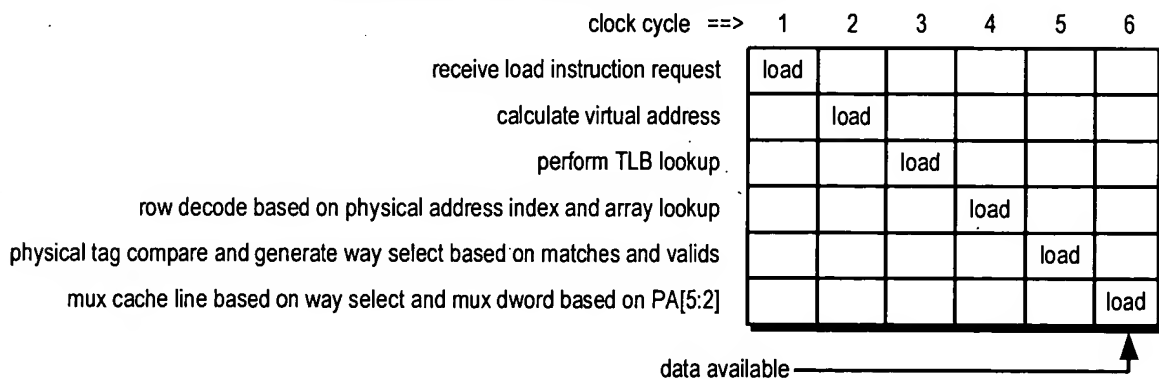 clock cycle ==> 1 2 3 4 5 6
receive load instruction request load
calculate virtual address load
perform TLB lookup load
row decode based on physical address index and array lookup load
physical tag compare and generate way select based on matches and valids load
mux cache line based on way select and mux dword based on PA[5:2] load
data available